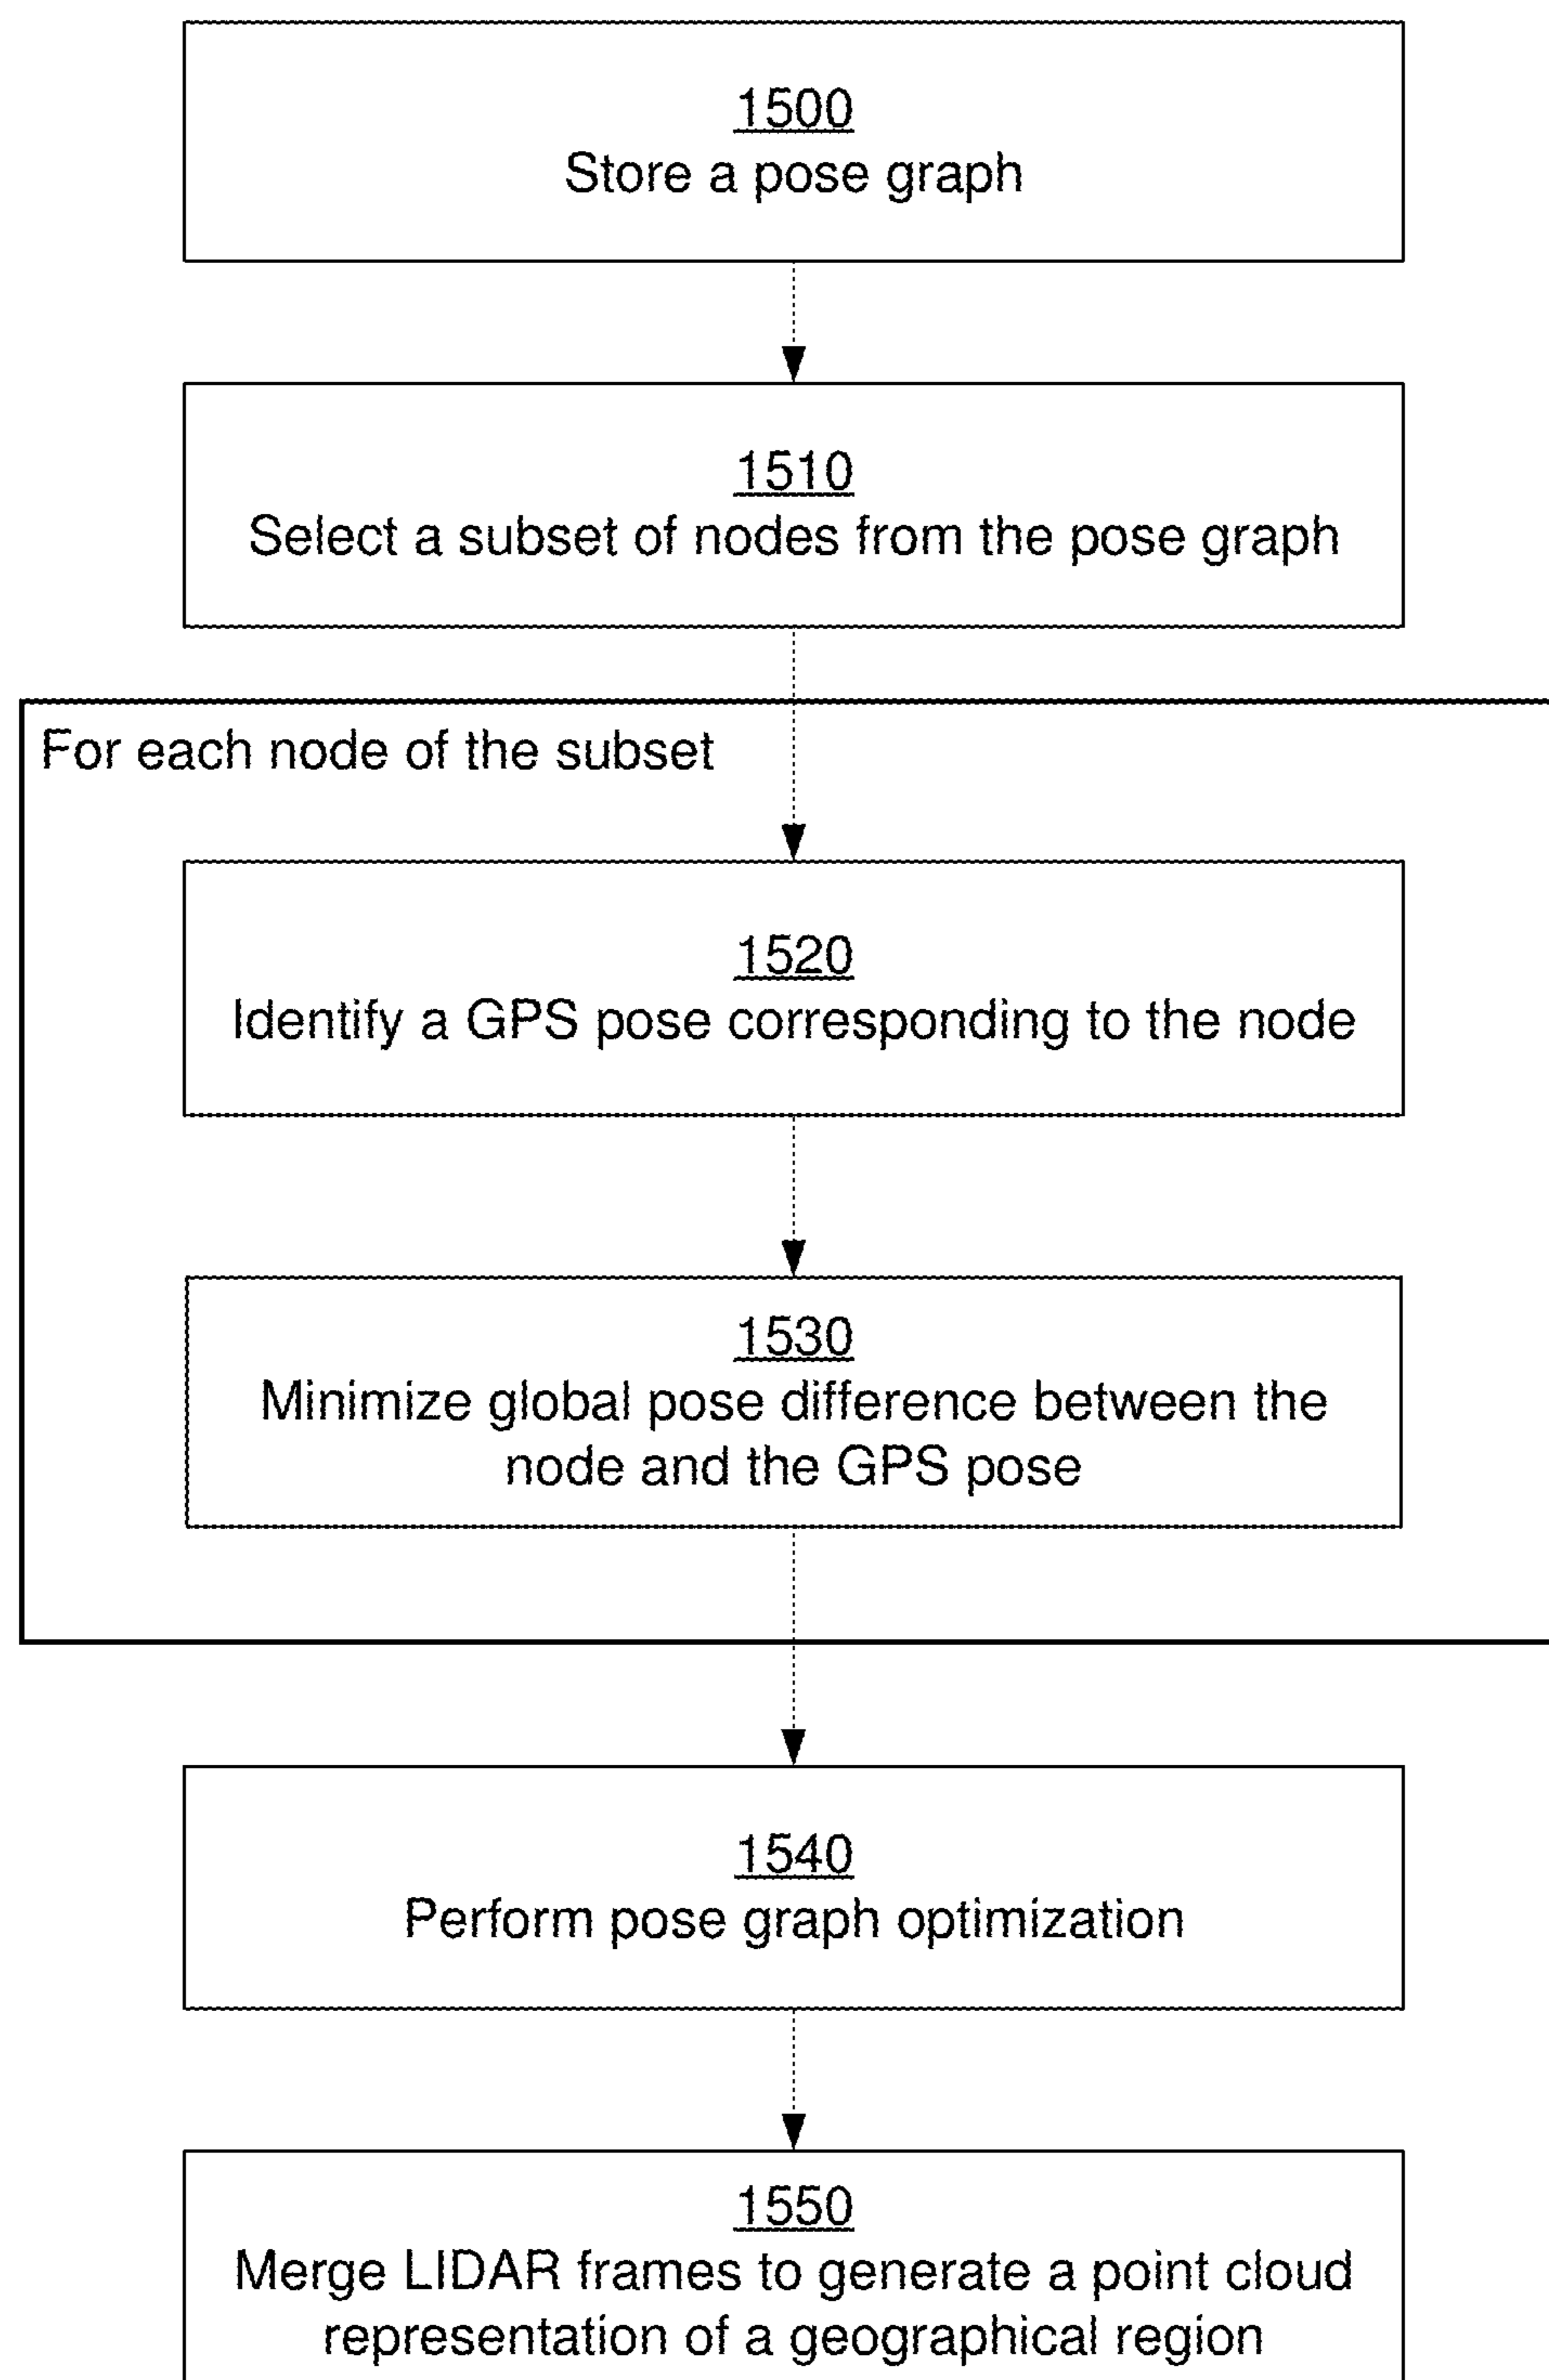 1500
Store a pose graph
1510
Select a subset of nodes from the pose graph
For each node of the subset
1520
Identify a GPS pose corresponding to the node
1530
Minimize global pose difference between the
node and the GPS pose
1540
Perform pose graph optimization
1550
Merge LIDAR frames to generate a point cloud
representation of a geographical region